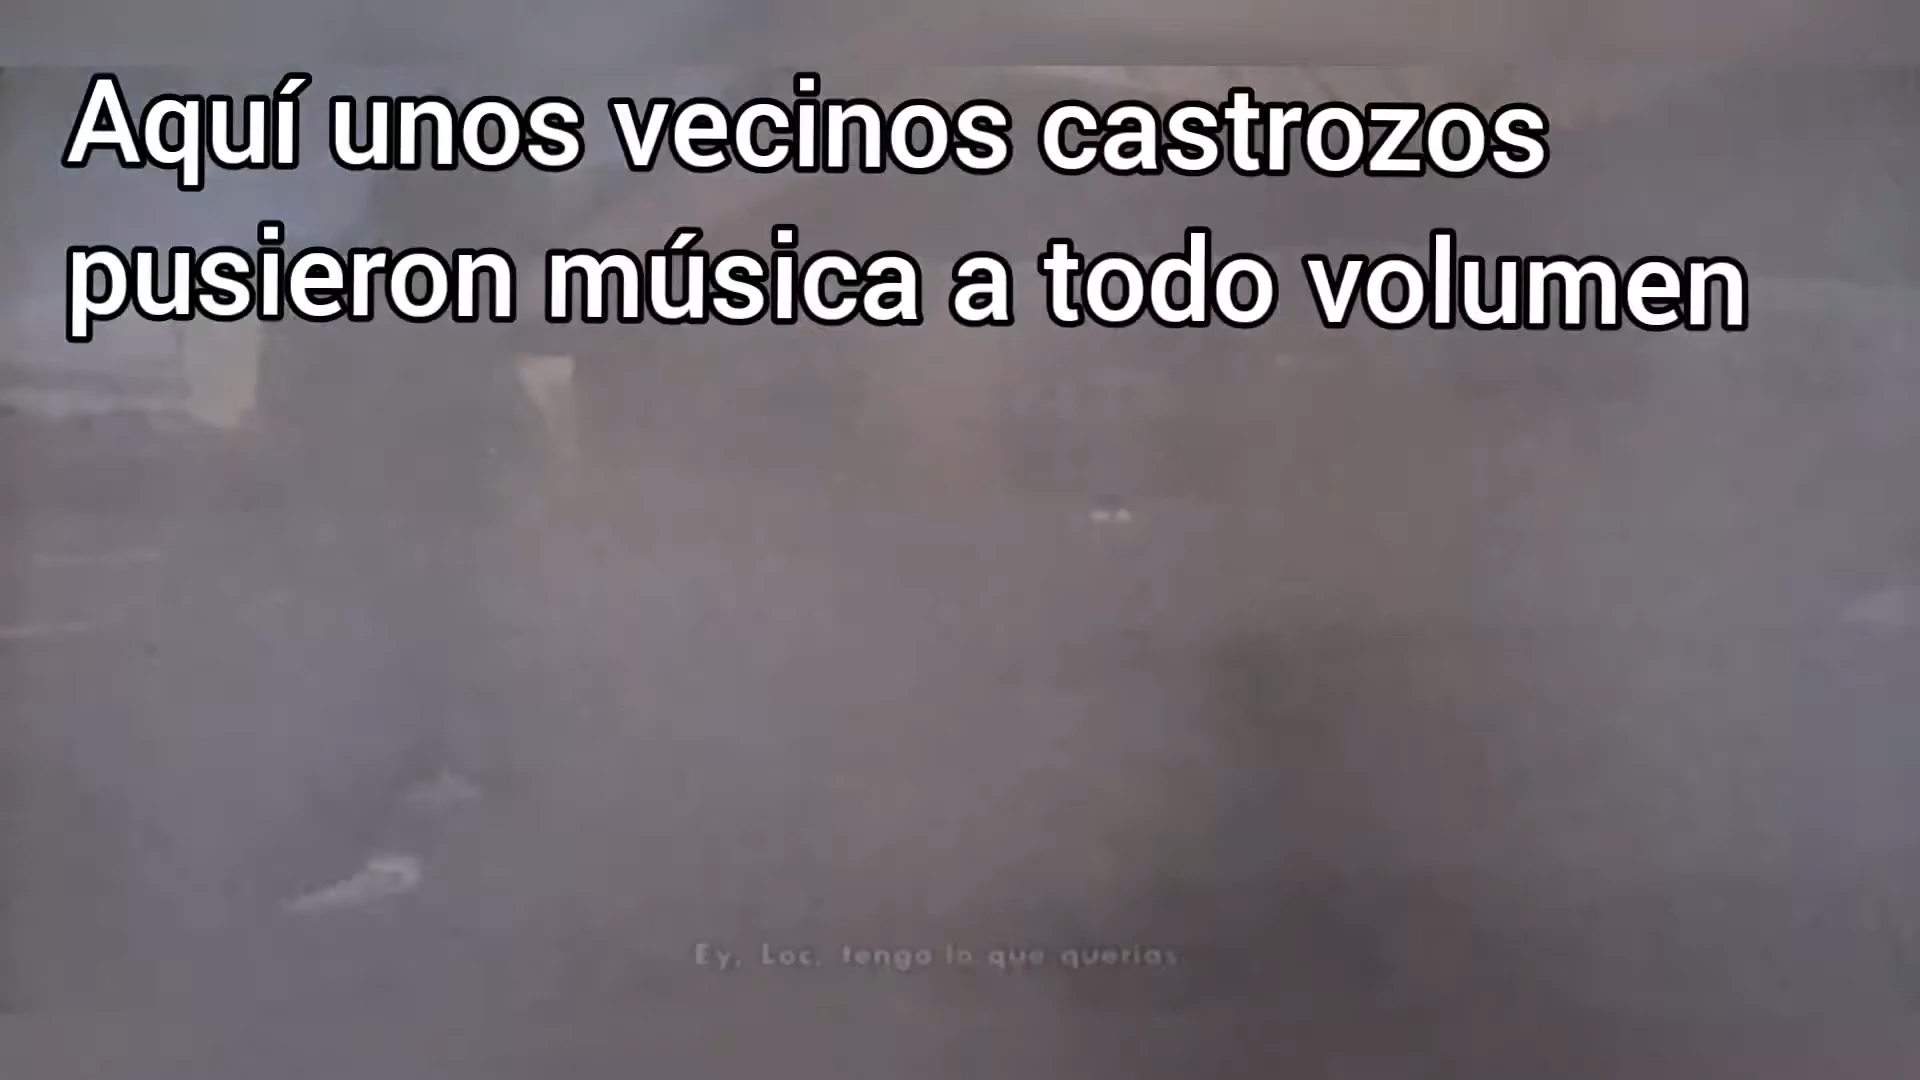 Aquí unos vecinos castrozos
pusieron música a todo volumen
Ey, Loc, tengo lo que querías